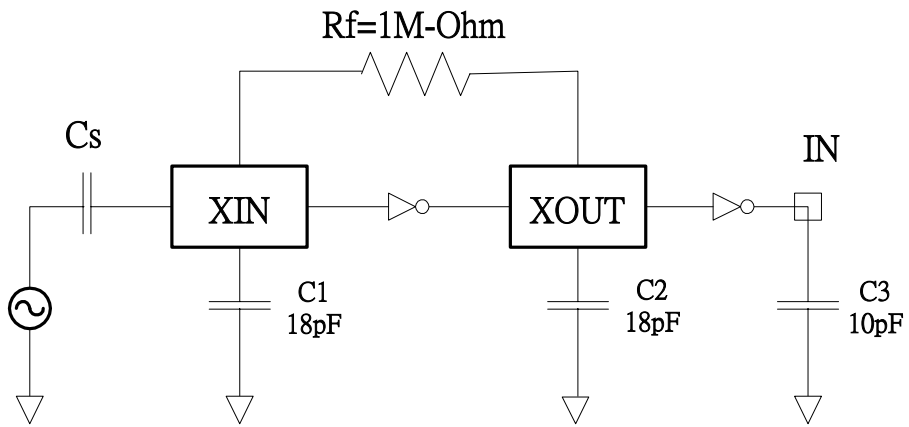 Rf=1M-Ohm
Cs
IN
XIN
XOUT
C1
18pF
C2
18pF
C3
10pF